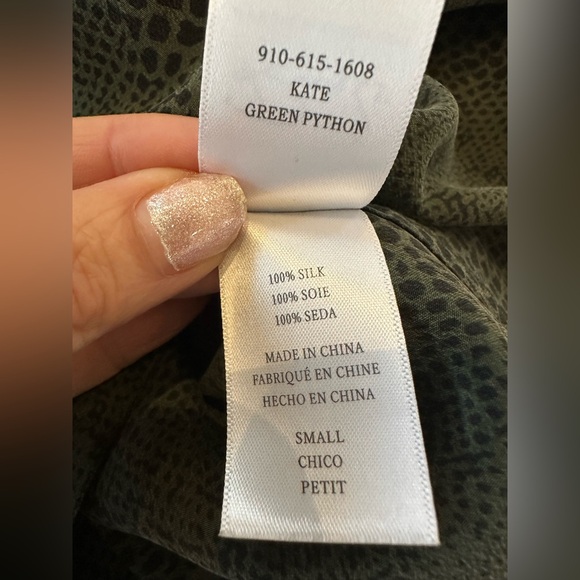 910-615-1608
KATE
GREEN PYTHON
100% SILK
100% SOIE
100% SEDA
MADE IN CHINA
FABRIQUÉ EN CHINE
HECHO EN CHINA
SMALL
CHICO
PETIT